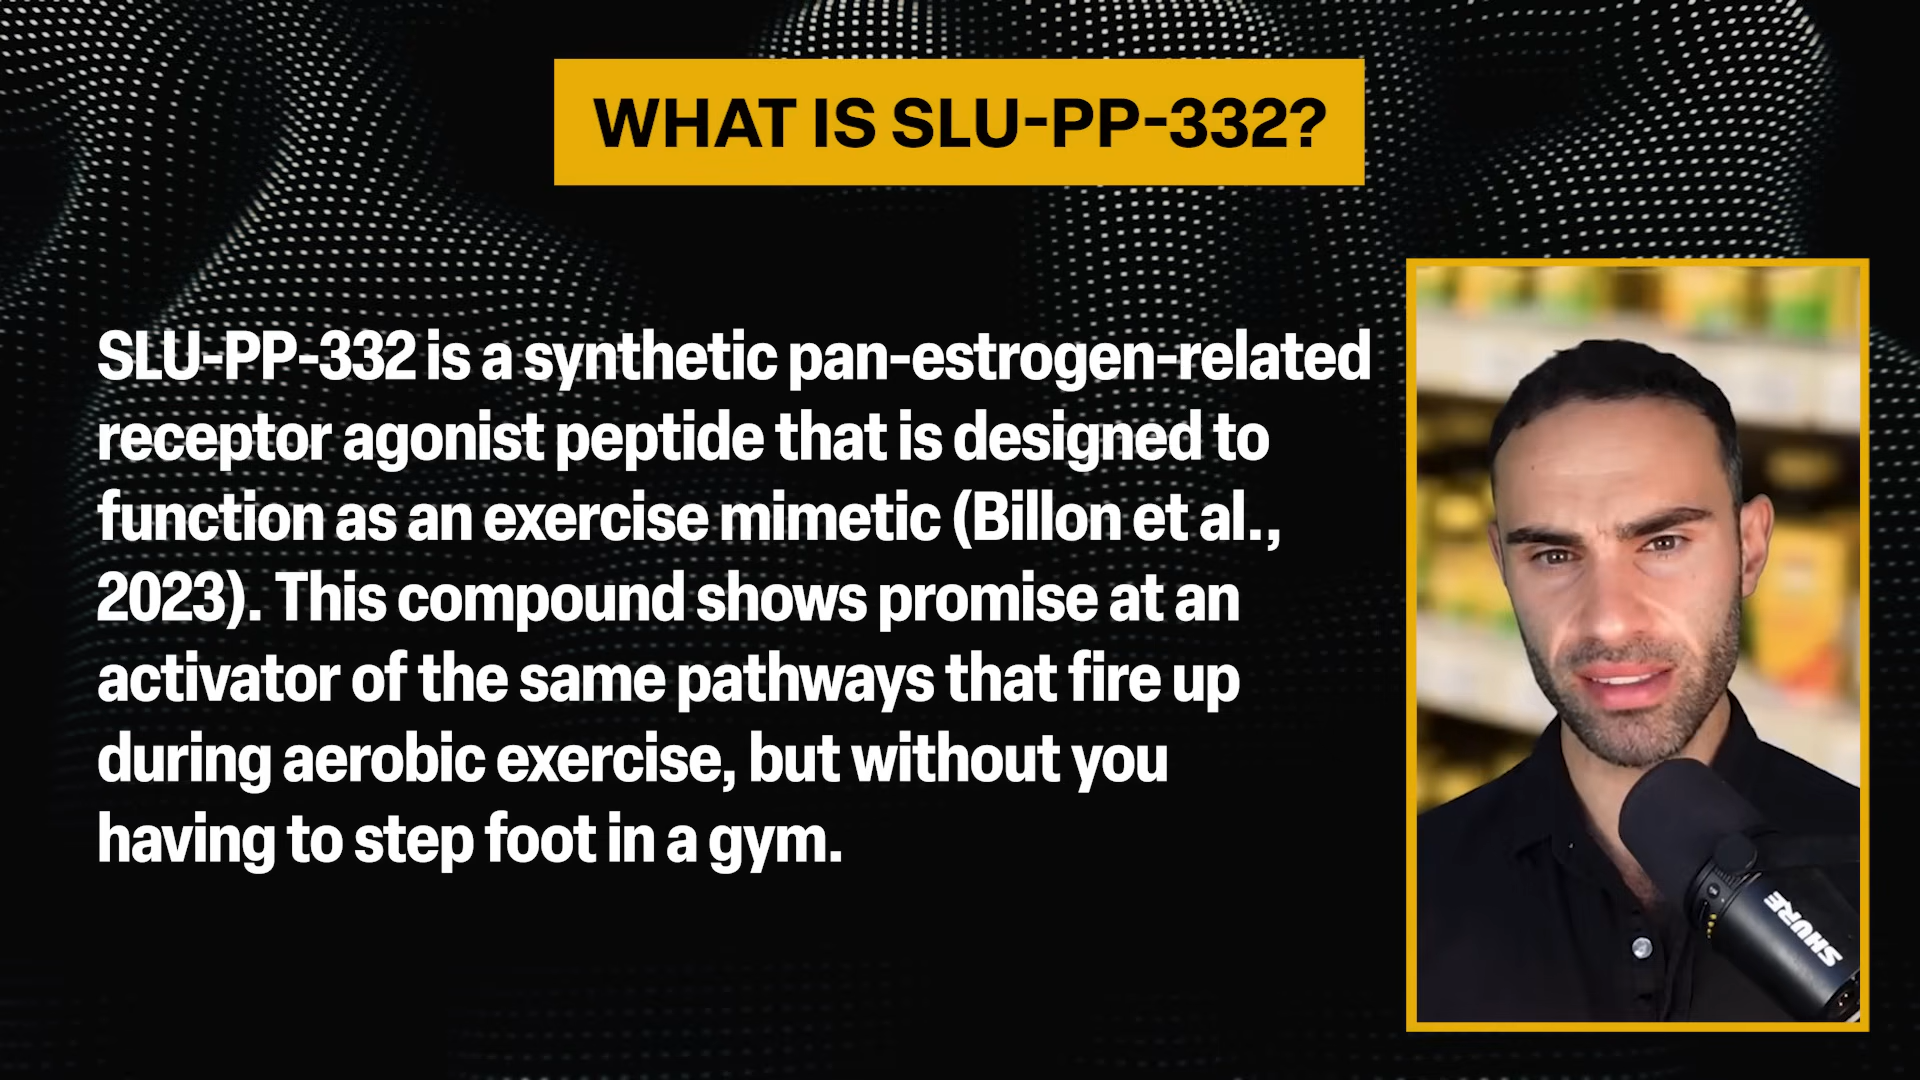 WHAT IS SLU-PP-332?
SLU-PP-332 is a synthetic pan-estrogen-related
receptor agonist peptide that is designed to
function as an exercise mimetic (Billon et al.,
2023). This compound shows promise at an
activator of the same pathways that fire up
during aerobic exercise, but without you
having to step foot in a gym.
SHURE